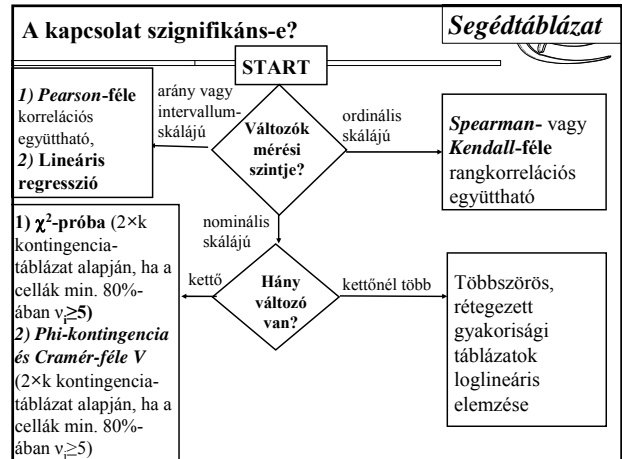 A kapcsolat szignifikáns-e?
Segédtáblázat
START
1) Pearson-féle
korrelációs
együttható,
2) Lineáris
regresszió
arány vagy
intervallum-
skálájú
Változók
mérési
szintje?
ordinális
skálájú
Spearman- vagy
Kendall-féle
rangkorrelációs
együttható
nominális
skálájú
1) χ²-próba (2×k
kontingencia-
táblázat alapján, ha a
cellák min. 80%-
ában νi≥5)
2) Phi-kontingencia
és Cramér-féle V
(2×k kontingencia-
táblázat alapján, ha a
cellák min. 80%-
ában νi≥5)
kettő
Hány
változó
van?
kettőnél több
Többszörös,
rétegezett
gyakorisági
táblázatok
loglineáris
elemzése